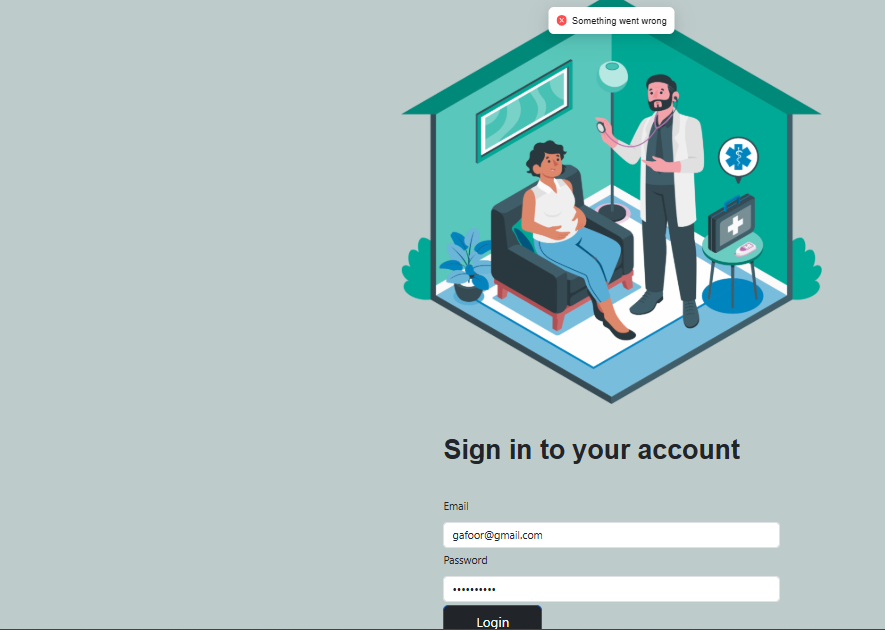 Something went wrong
Sign in to your account
Email
gafoor@gmail.com
Password
••••••••••
Login